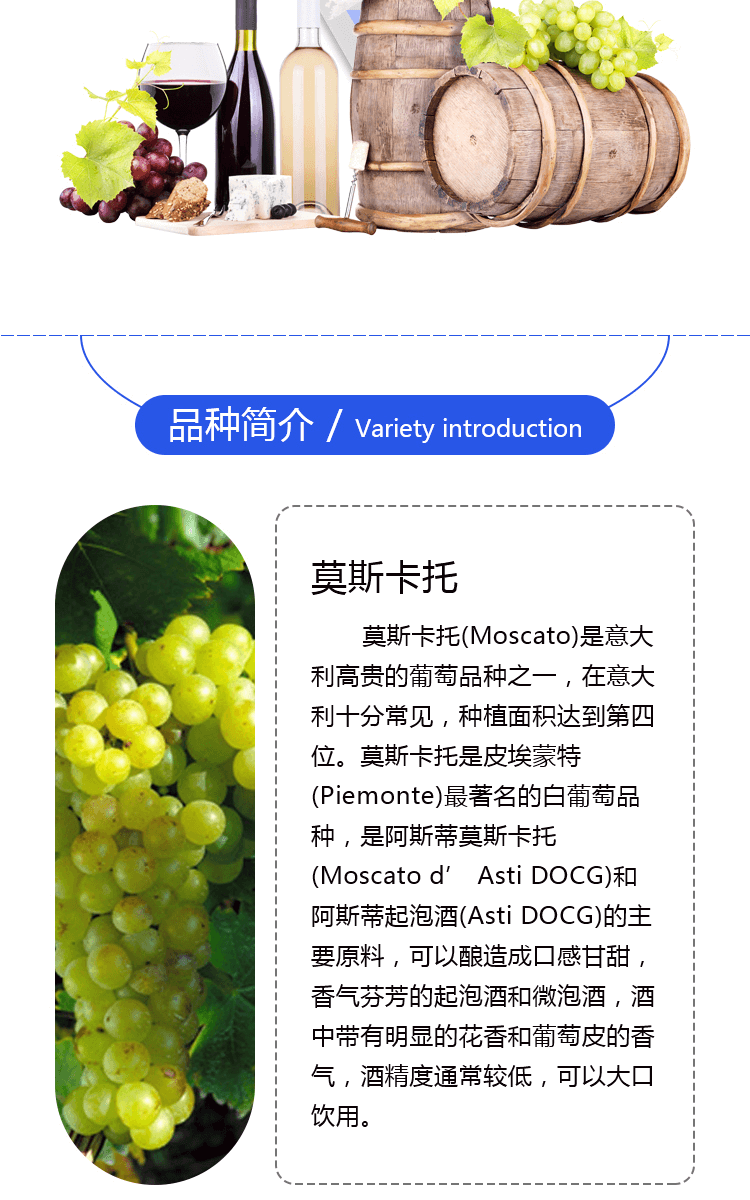 品种简介 / Variety introduction
莫斯卡托
莫斯卡托(Moscato)是意大
利高贵的葡萄品种之一，在意大
利十分常见，种植面积达到第四
位。莫斯卡托是皮埃蒙特
(Piemonte)最著名的白葡萄品
种，是阿斯蒂莫斯卡托
(Moscato d’ Asti DOCG)和
阿斯蒂起泡酒(Asti DOCG)的主
要原料，可以酿造成口感甘甜，
香气芬芳的起泡酒和微泡酒，酒
中带有明显的花香和葡萄皮的香
气，酒精度通常较低，可以大口
饮用。